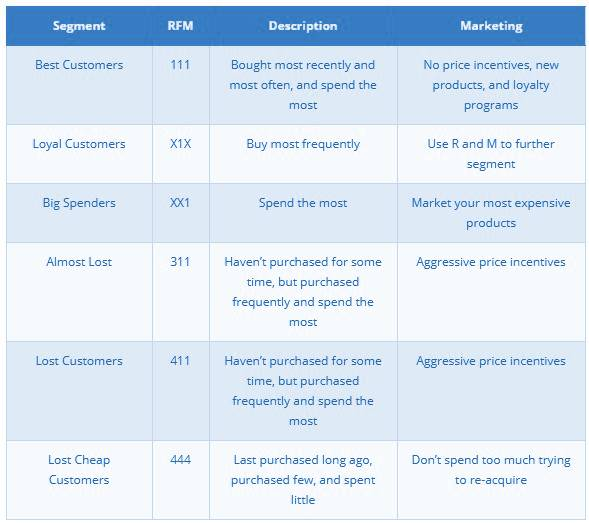 Segment RFM Description Marketing
Best Customers 111 Bought most recently and No price incentives, new
most often, and spend the products, and loyalty
most programs
Loyal Customers X1X Buy most frequently Use R and M to further
segment
Big Spenders XX1 Spend the most Market your most expensive
products
Almost Lost 311 Haven’t purchased for some Aggressive price incentives
time, but purchased
frequently and spend the
most
Lost Customers 411 Haven’t purchased for some Aggressive price incentives
time, but purchased
frequently and spend the
most
Lost Cheap 444 Last purchased long ago, Don’t spend too much trying
Customers purchased few, and spent to re-acquire
little